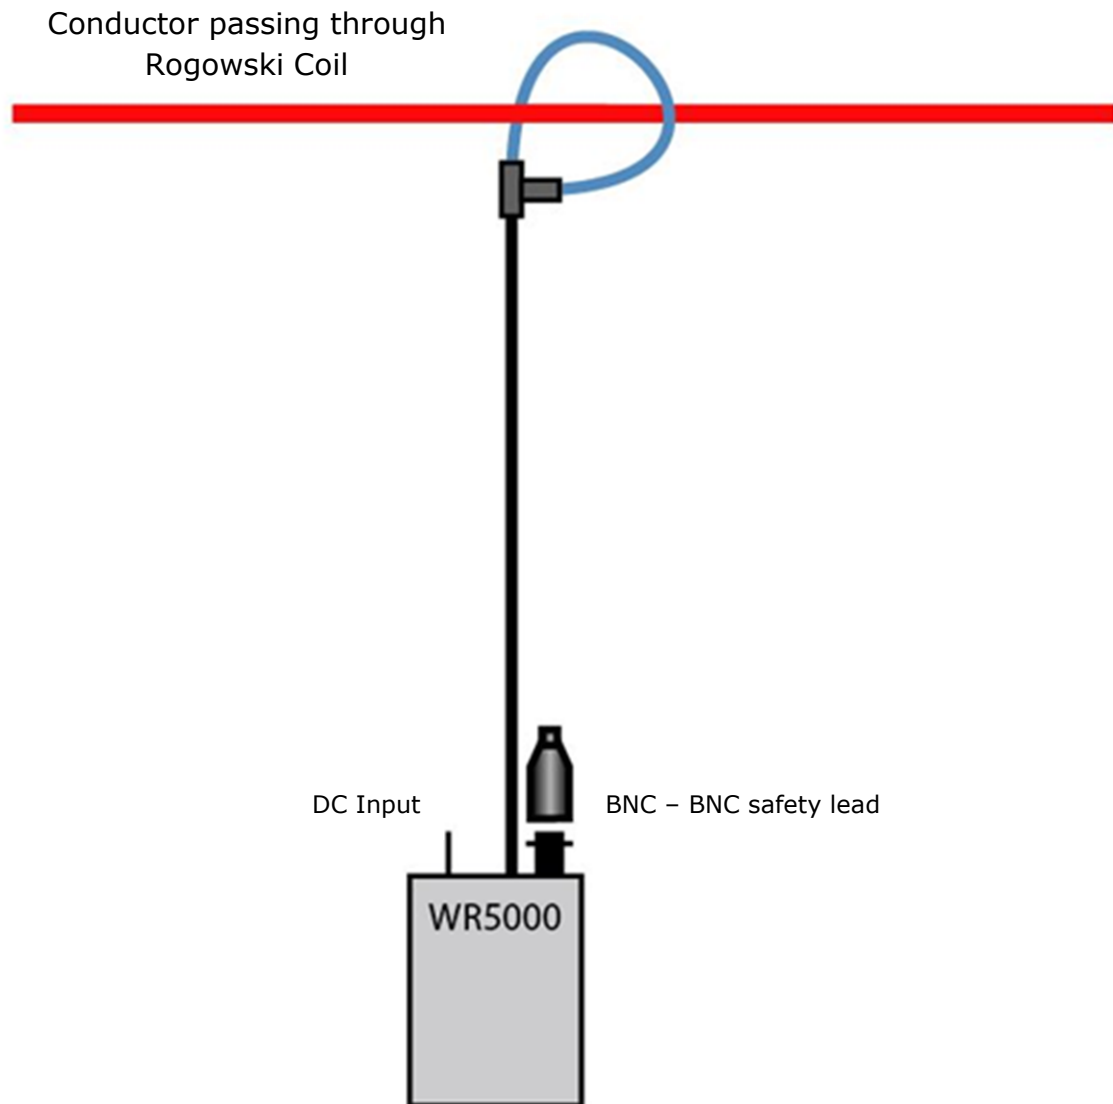 Conductor passing through
Rogowski Coil
DC Input
BNC – BNC safety lead
WR5000